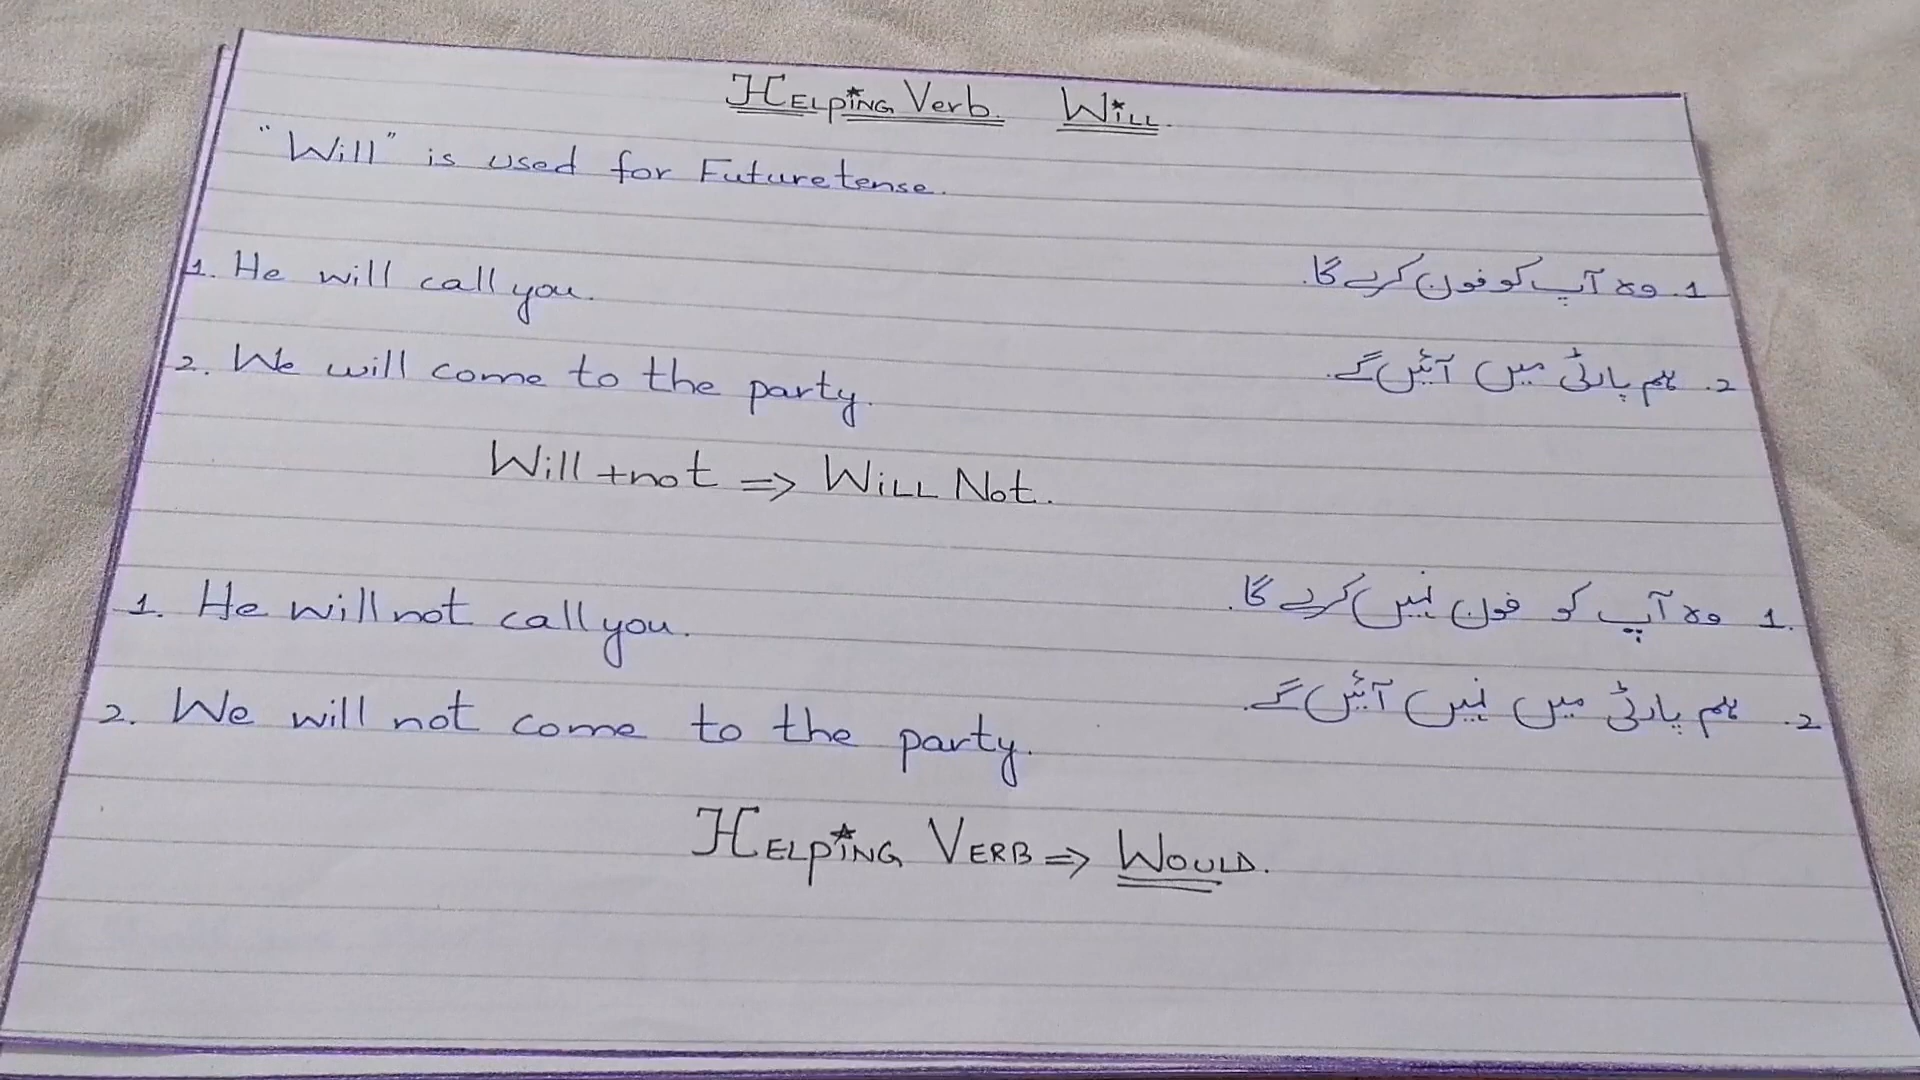 HELPING Verb. WILL.
"Will" is used for Future tense.
1. He will call you.
1. وہ آپ کو فون کرے گا.
2. We will come to the party.
2. ہم پارٹی میں آئیں گے.
Will + not => WILL NOT.
1. He will not call you.
1. وہ آپ کو فون نہیں کرے گا.
2. We will not come to the party.
2. ہم پارٹی میں نہیں آئیں گے.
HELPING VERB => WOULD.